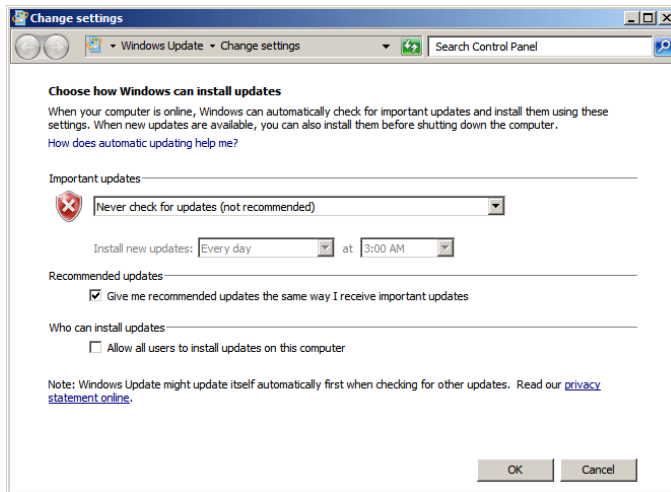 Change settings
Windows Update Change settings Search Control Panel
Choose how Windows can install updates
When your computer is online, Windows can automatically check for important updates and install them using these
settings. When new updates are available, you can also install them before shutting down the computer.
How does automatic updating help me?
Important updates
Never check for updates (not recommended)
Install new updates: Every day at 3:00 AM
Recommended updates
Give me recommended updates the same way I receive important updates
Who can install updates
Allow all users to install updates on this computer
Note: Windows Update might update itself automatically first when checking for other updates. Read our privacy
statement online.
OK Cancel